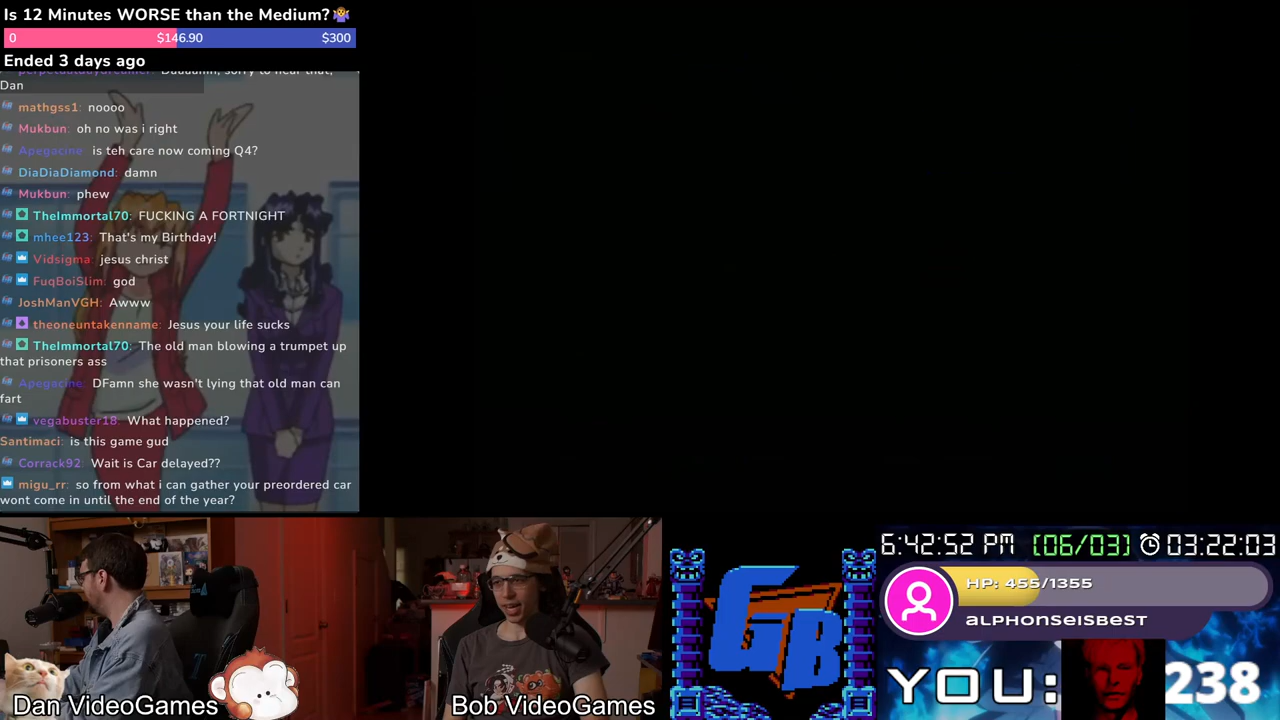 Is 12 Minutes WORSE than the Medium?🤷‍♀️
0 $146.90 $300
Ended 3 days ago
perpetualdaydreamer: Daaaamn, sorry to hear that,
Dan
mathgss1: noooo
Mukbun: oh no was i right
Apegacine: is teh care now coming Q4?
DiaDiaDiamond: damn
Mukbun: phew
TheImmortal70: FUCKING A FORTNIGHT
mhee123: That's my Birthday!
Vidsigma: jesus christ
FuqBoiSlim: god
JoshManVGH: Awww
theoneuntakenname: Jesus your life sucks
TheImmortal70: The old man blowing a trumpet up
that prisoners ass
Apegacine: DFamn she wasn't lying that old man can
fart
vegabuster18: What happened?
Santimaci: is this game gud
Corrack92: Wait is Car delayed??
migu_rr: so from what i can gather your preordered car
wont come in until the end of the year?
6:42:52 PM [06/03] 03:22:03
HP: 455/1355
alphonseisbest
GB
YOU: 238
Dan VideoGames
Bob VideoGames